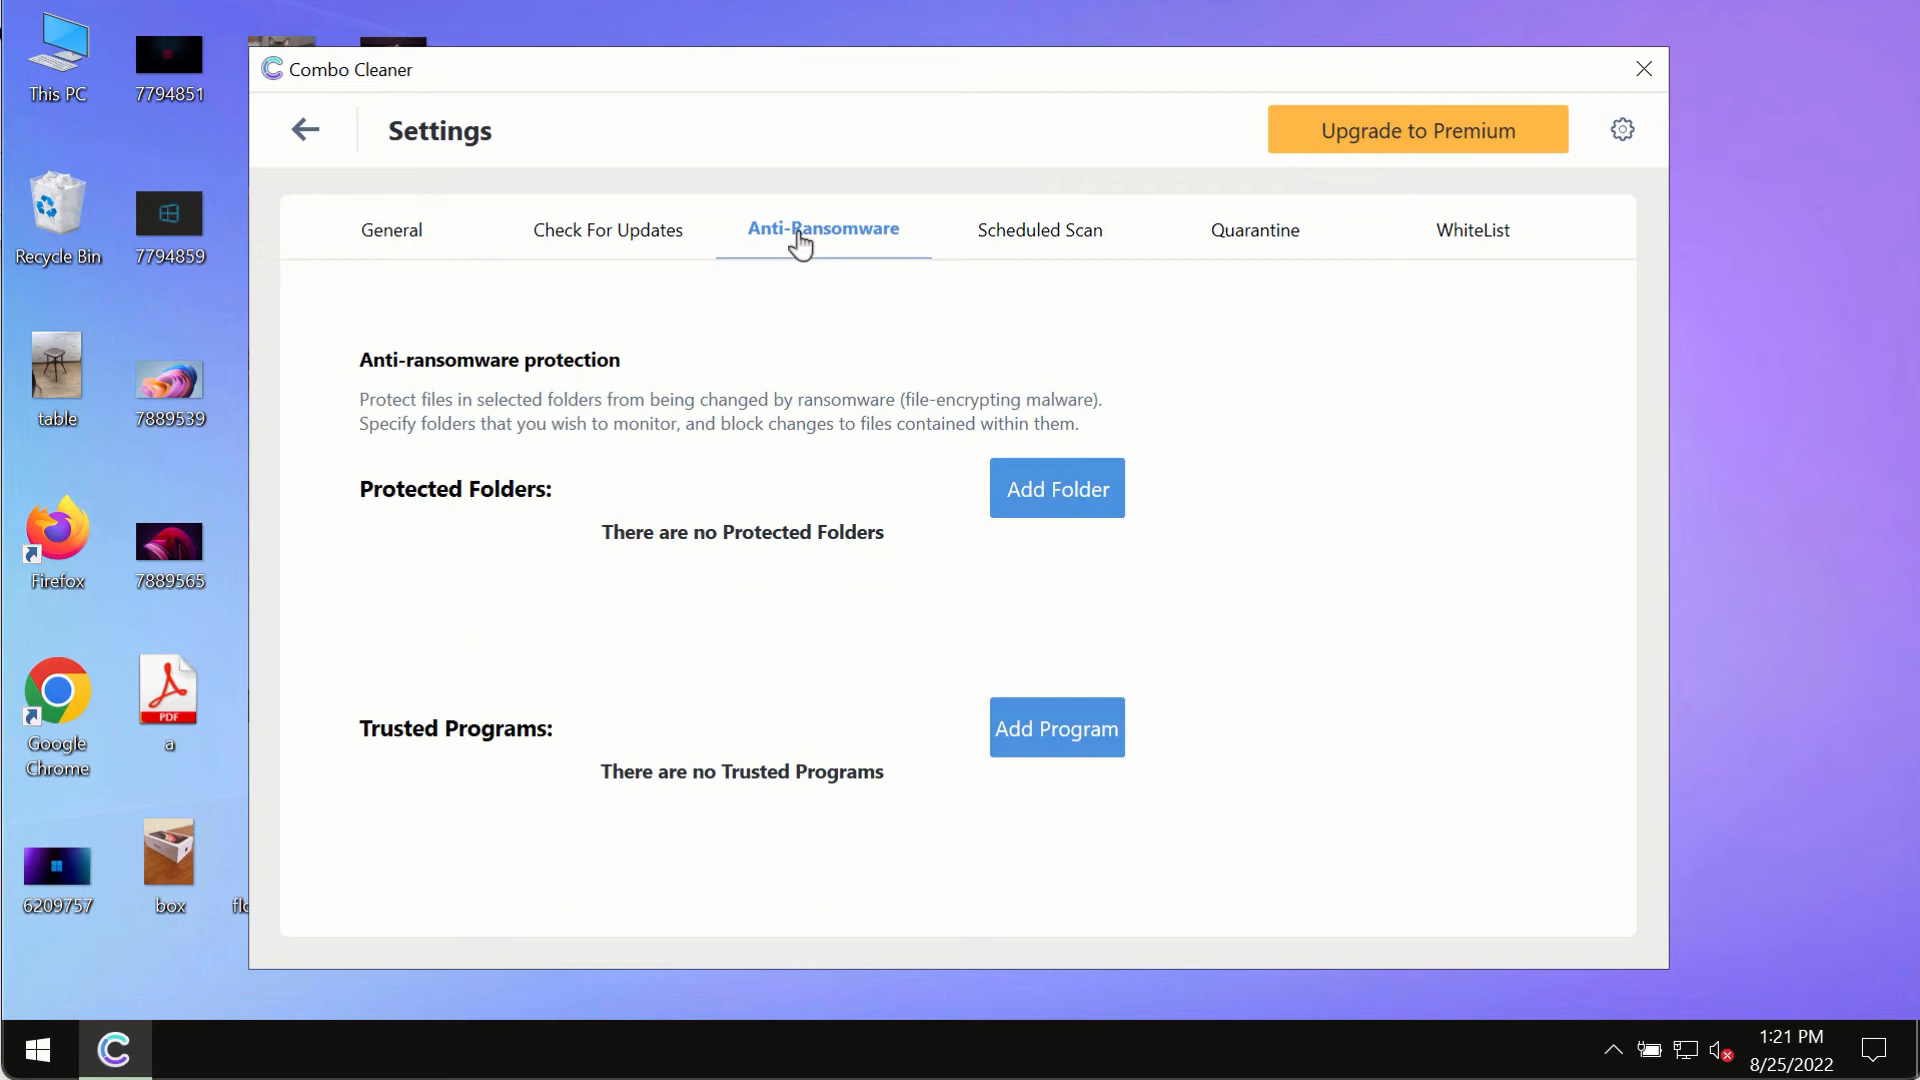 This PC
7794851
Recycle Bin
7794859
table
7889539
Firefox
7889565
Google
Chrome
PDF
a
6209757
box
Combo Cleaner
Settings
Upgrade to Premium
General
Check For Updates
Anti-Ransomware
Scheduled Scan
Quarantine
WhiteList
Anti-ransomware protection
Protect files in selected folders from being changed by ransomware (file-encrypting malware).
Specify folders that you wish to monitor, and block changes to files contained within them.
Protected Folders:
Add Folder
There are no Protected Folders
Trusted Programs:
Add Program
There are no Trusted Programs
1:21 PM
8/25/2022